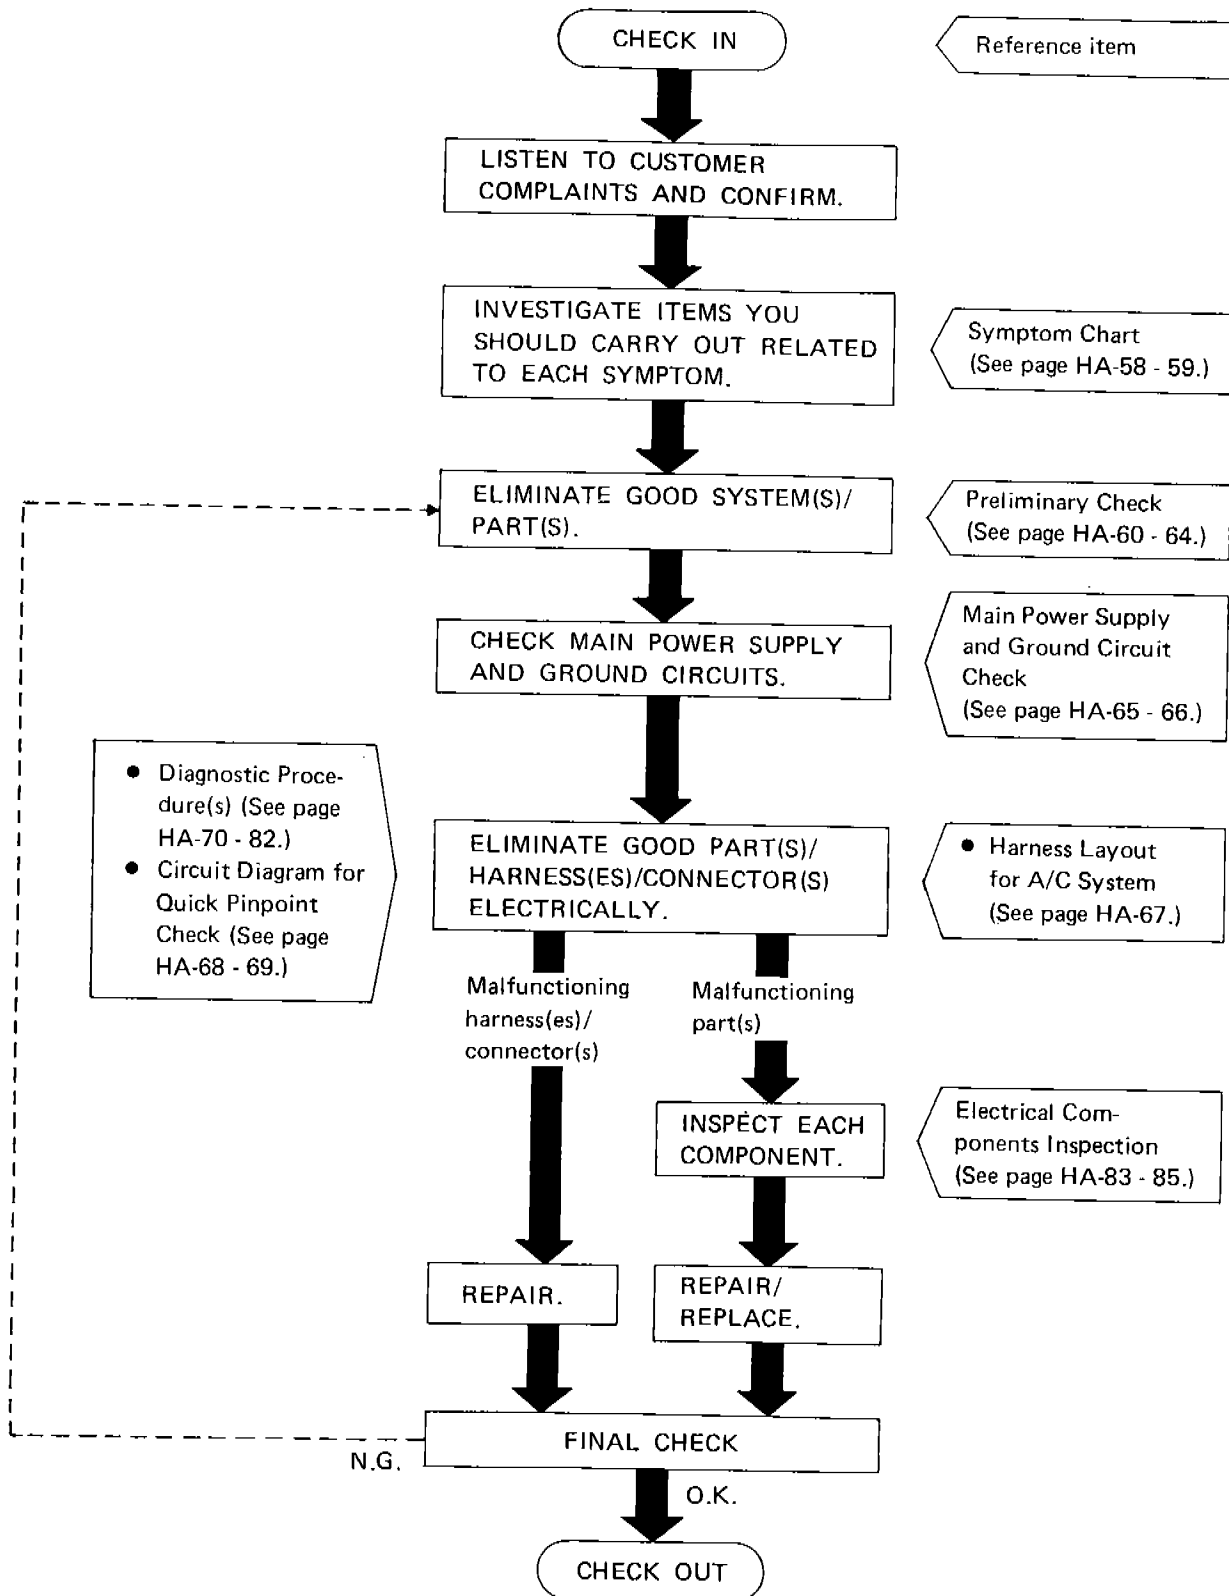 CHECK IN
Reference item
LISTEN TO CUSTOMER
COMPLAINTS AND CONFIRM.
INVESTIGATE ITEMS YOU
SHOULD CARRY OUT RELATED
TO EACH SYMPTOM.
Symptom Chart
(See page HA-58 - 59.)
ELIMINATE GOOD SYSTEM(S)/
PART(S).
Preliminary Check
(See page HA-60 - 64.)
CHECK MAIN POWER SUPPLY
AND GROUND CIRCUITS.
Main Power Supply
and Ground Circuit
Check
(See page HA-65 - 66.)
● Diagnostic Proce-
dure(s) (See page
HA-70 - 82.)
● Circuit Diagram for
Quick Pinpoint
Check (See page
HA-68 - 69.)
ELIMINATE GOOD PART(S)/
HARNESS(ES)/CONNECTOR(S)
ELECTRICALLY.
● Harness Layout
for A/C System
(See page HA-67.)
Malfunctioning
harness(es)/
connector(s)
Malfunctioning
part(s)
INSPECT EACH
COMPONENT.
Electrical Com-
ponents Inspection
(See page HA-83 - 85.)
REPAIR.
REPAIR/
REPLACE.
FINAL CHECK
N.G.
O.K.
CHECK OUT